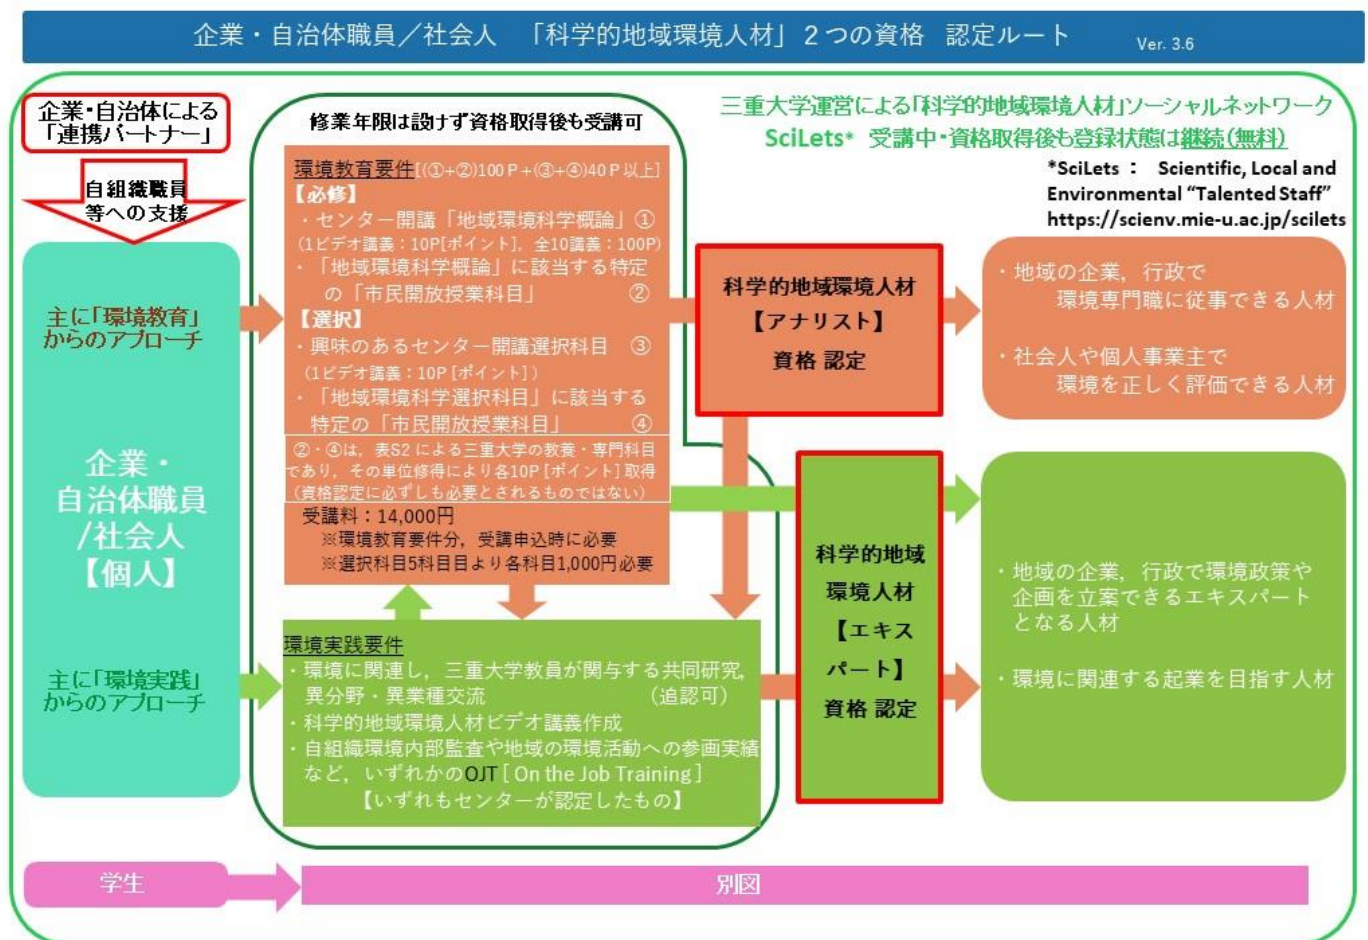 企業・自治体職員／社会人　「科学的地域環境人材」２つの資格　認定ルート　Ver. 3.6
企業・自治体による
「連携パートナー」
自組織職員
等への支援
修業年限は設けず資格取得後も受講可
三重大学運営による「科学的地域環境人材」ソーシャルネットワーク
SciLets*　受講中・資格取得後も登録状態は継続(無料)
*SciLets ： Scientific, Local and
Environmental “Talented Staff”
https://scienv.mie-u.ac.jp/scilets
主に「環境教育」
からのアプローチ
企業・
自治体職員
/社会人
【個人】
主に「環境実践」
からのアプローチ
環境教育要件[(①+②)100 P +(③+④)40 P 以上]
【必修】
・センター開講「地域環境科学概論」①
(1ビデオ講義：10P[ポイント]，全10講義：100P)
・「地域環境科学概論」に該当する特定
の「市民開放授業科目」　②
【選択】
・興味のあるセンター開講選択科目　③
（1ビデオ講義：10P [ポイント]）
・「地域環境科学選択科目」に該当する
特定の「市民開放授業科目」　④
②・④は，表S2 による三重大学の教養・専門科目
であり，その単位修得により各10P [ポイント] 取得
（資格認定に必ずしも必要とされるものではない）
受講料：14,000円
※環境教育要件分，受講申込時に必要
※選択科目5科目目より各科目1,000円必要
環境実践要件
・環境に関連し，三重大学教員が関与する共同研究，
異分野・異業種交流　（追認可）
・科学的地域環境人材ビデオ講義作成
・自組織環境内部監査や地域の環境活動への参画実績
など，いずれかのOJT [ On the Job Training ]
【いずれもセンターが認定したもの】
科学的地域環境人材
【アナリスト】
資格 認定
科学的地域
環境人材
【エキス
パート】
資格 認定
・地域の企業，行政で
環境専門職に従事できる人材
・社会人や個人事業主で
環境を正しく評価できる人材
・地域の企業，行政で環境政策や
企画を立案できるエキスパート
となる人材
・環境に関連する起業を目指す人材
学生
別図